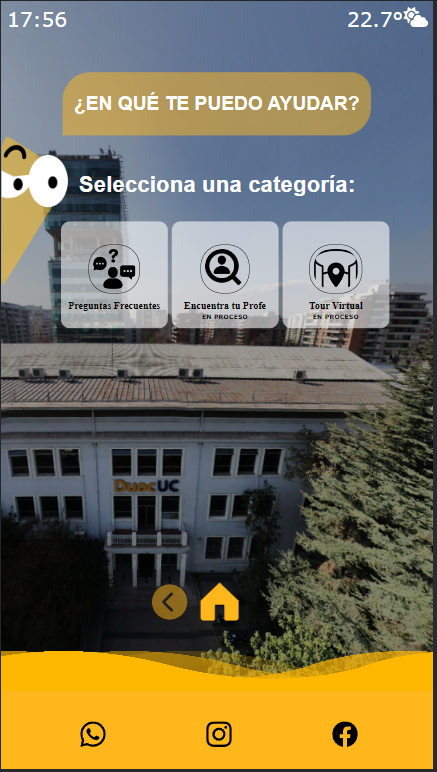 17:56
22.7°
¿EN QUÉ TE PUEDO AYUDAR?
Selecciona una categoría:
Preguntas Frecuentes
Encuentra tu Profe
EN PROCESO
Tour Virtual
EN PROCESO
DuocUC